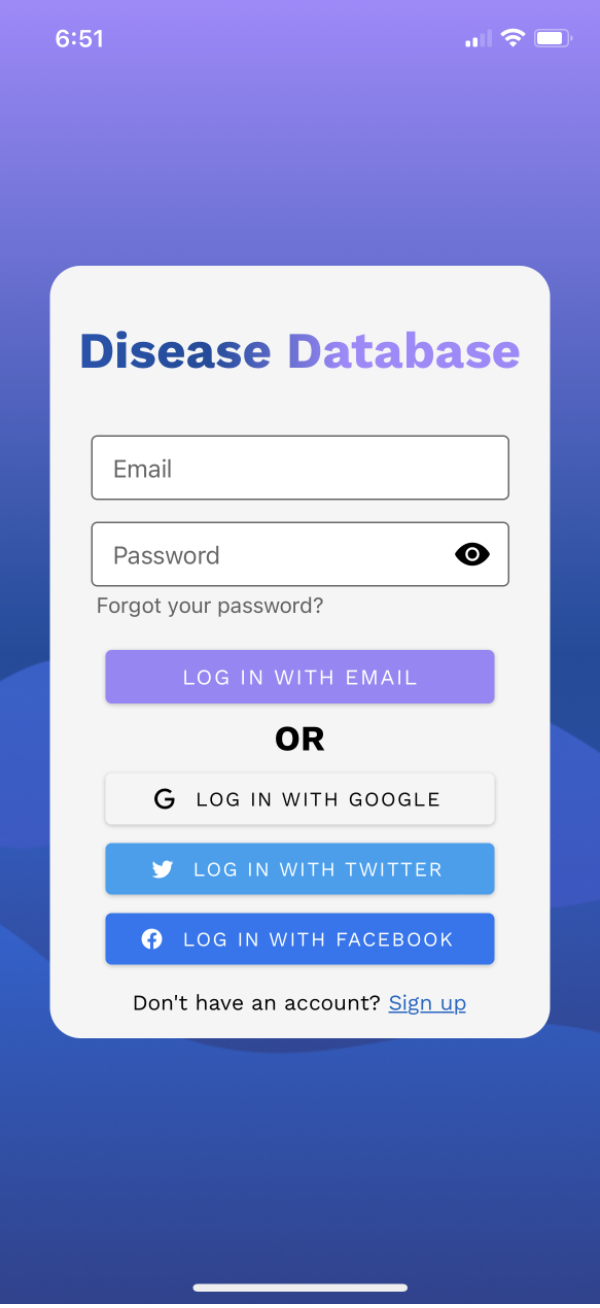 6:51
Disease Database
Email
Password
Forgot your password?
LOG IN WITH EMAIL
OR
LOG IN WITH GOOGLE
LOG IN WITH TWITTER
LOG IN WITH FACEBOOK
Don't have an account? Sign up